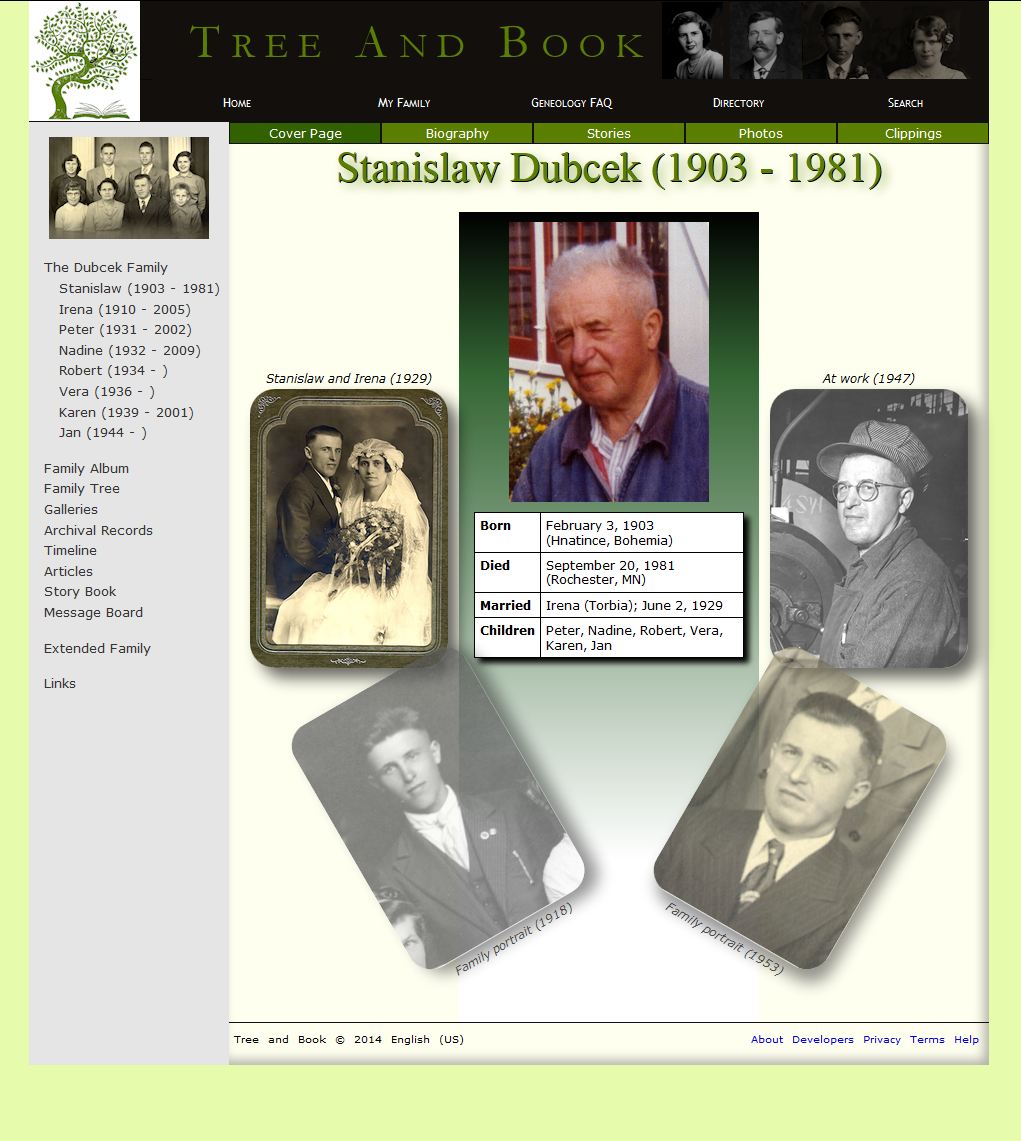 TREE AND BOOK
HOME MY FAMILY GENEOLOGY FAQ DIRECTORY SEARCH
Cover Page Biography Stories Photos Clippings
The Dubcek Family
Stanislaw (1903 - 1981)
Irena (1910 - 2005)
Peter (1931 - 2002)
Nadine (1932 - 2009)
Robert (1934 - )
Vera (1936 - )
Karen (1939 - 2001)
Jan (1944 - )
Family Album
Family Tree
Galleries
Archival Records
Timeline
Articles
Story Book
Message Board
Extended Family
Links
Stanislaw Dubcek (1903 - 1981)
Stanislaw and Irena (1929)
At work (1947)
Born February 3, 1903
(Hnatince, Bohemia)
Died September 20, 1981
(Rochester, MN)
Married Irena (Torbia); June 2, 1929
Children Peter, Nadine, Robert, Vera,
Karen, Jan
Family portrait (1918)
Family portrait (1953)
Tree and Book © 2014 English (US)
About Developers Privacy Terms Help